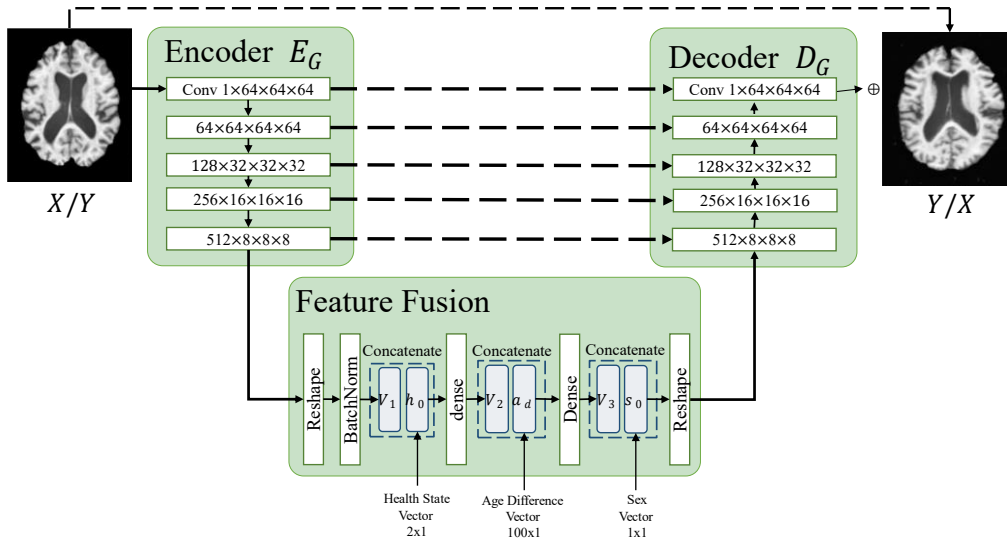 Encoder E_G
Conv 1×64×64×64
64×64×64×64
128×32×32×32
256×16×16×16
512×8×8×8
X/Y
Decoder D_G
Conv 1×64×64×64
⊕
64×64×64×64
128×32×32×32
256×16×16×16
512×8×8×8
Y/X
Feature Fusion
Reshape
BatchNorm
Concatenate
V_1 h_0
dense
Concatenate
V_2 a_d
Dense
Concatenate
V_3 s_0
Reshape
Health State
Vector
2x1
Age Difference
Vector
100x1
Sex
Vector
1x1